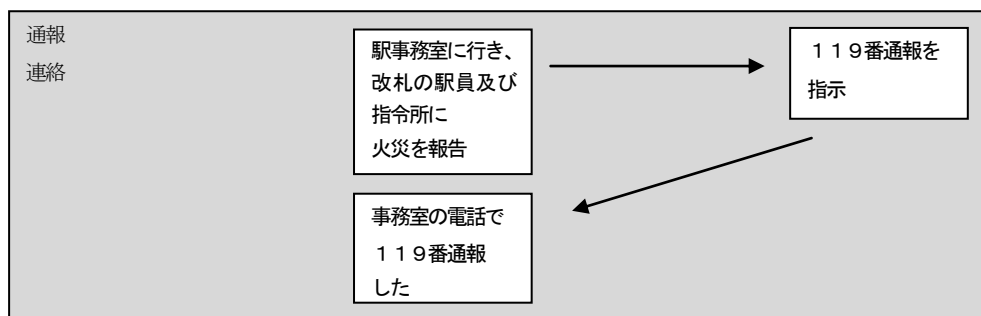 通報
連絡
駅事務室に行き、
改札の駅員及び
指令所に
火災を報告
１１９番通報を
指示
事務室の電話で
１１９番通報
した